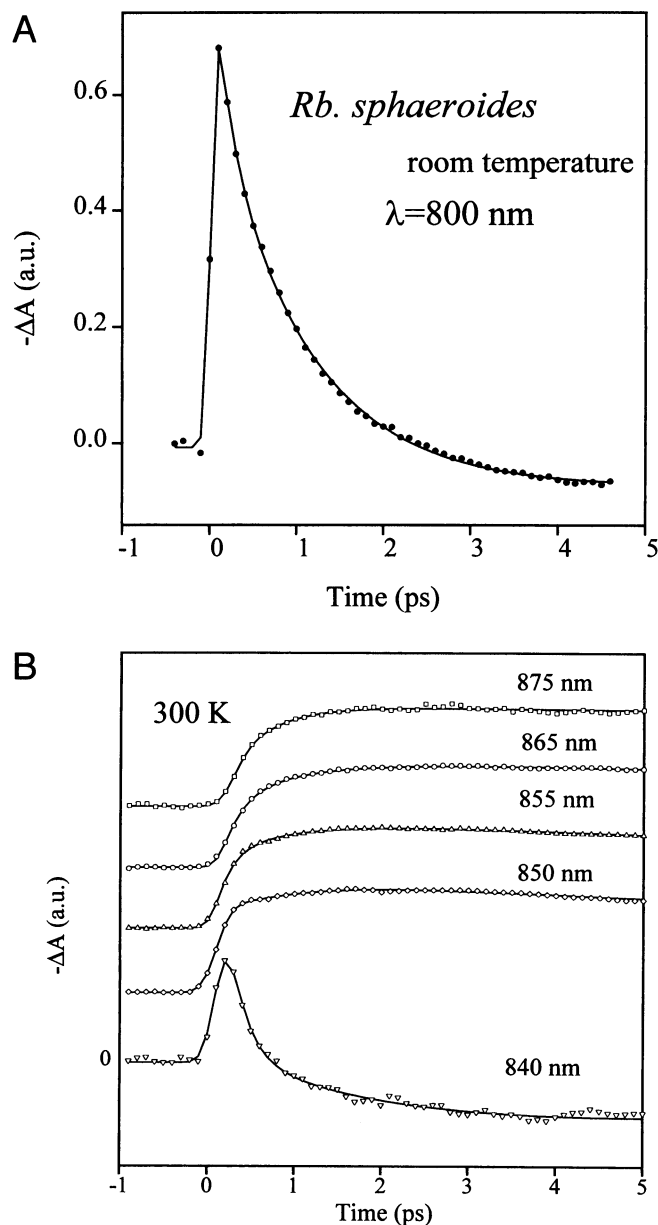 A
Rb. sphaeroides
room temperature
λ=800 nm
-ΔA (a.u.)
0.6
0.4
0.2
0.0
-1 0 1 2 3 4 5
Time (ps)
B
300 K
875 nm
865 nm
855 nm
850 nm
840 nm
-ΔA (a.u.)
0
-1 0 1 2 3 4 5
Time (ps)